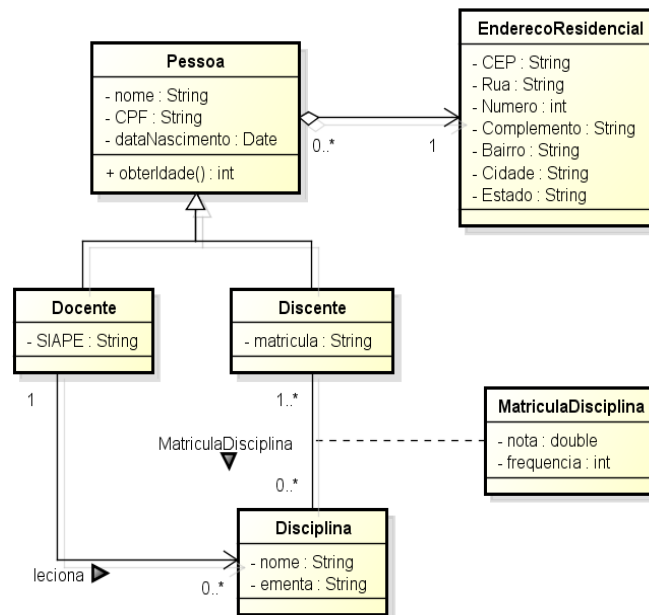 EnderecoResidencial
- CEP : String
- Rua : String
- Numero : int
- Complemento : String
- Bairro : String
- Cidade : String
- Estado : String
Pessoa
- nome : String
- CPF : String
- dataNascimento : Date
+ obterIdade() : int
0..*
1
Docente
- SIAPE : String
Discente
- matricula : String
1
1..*
MatriculaDisciplina
MatriculaDisciplina
- nota : double
- frequencia : int
0..*
Disciplina
- nome : String
- ementa : String
leciona
0..*